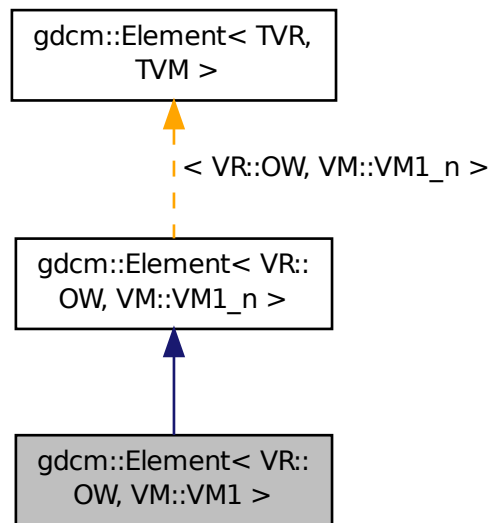 gdcm::Element< TVR,
TVM >
< VR::OW, VM::VM1_n >
gdcm::Element< VR::
OW, VM::VM1_n >
gdcm::Element< VR::
OW, VM::VM1 >